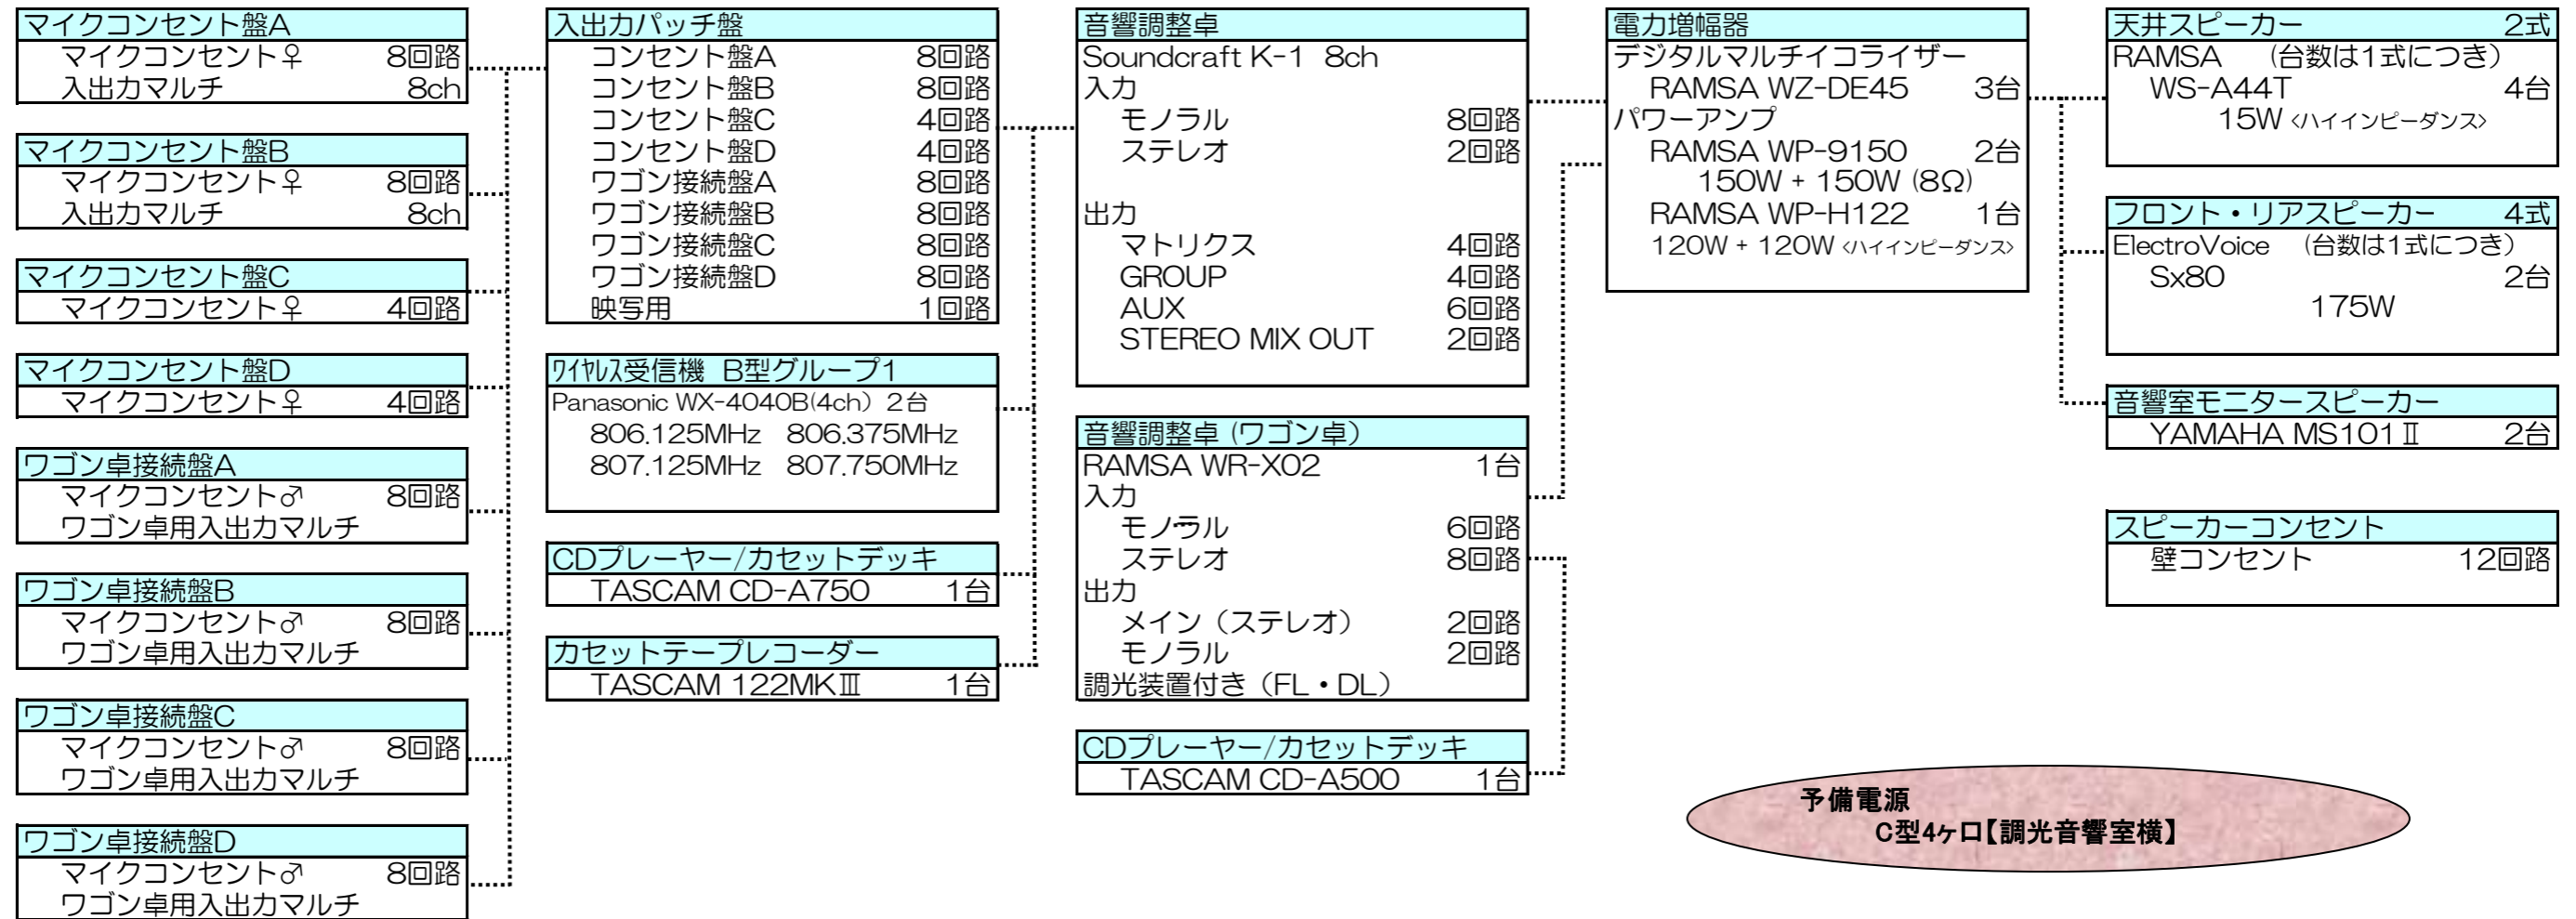 マイクコンセント盤A
マイクコンセント♀ 8回路
入出力マルチ 8ch
マイクコンセント盤B
マイクコンセント♀ 8回路
入出力マルチ 8ch
マイクコンセント盤C
マイクコンセント♀ 4回路
マイクコンセント盤D
マイクコンセント♀ 4回路
ワゴン卓接続盤A
マイクコンセント♂ 8回路
ワゴン卓用入出力マルチ
ワゴン卓接続盤B
マイクコンセント♂ 8回路
ワゴン卓用入出力マルチ
ワゴン卓接続盤C
マイクコンセント♂ 8回路
ワゴン卓用入出力マルチ
ワゴン卓接続盤D
マイクコンセント♂ 8回路
ワゴン卓用入出力マルチ
入出力パッチ盤
コンセント盤A 8回路
コンセント盤B 8回路
コンセント盤C 4回路
コンセント盤D 4回路
ワゴン接続盤A 8回路
ワゴン接続盤B 8回路
ワゴン接続盤C 8回路
ワゴン接続盤D 8回路
映写用 1回路
ワイヤレス受信機 B型グループ1
Panasonic WX-4040B(4ch) 2台
806.125MHz 806.375MHz
807.125MHz 807.750MHz
CDプレーヤー/カセットデッキ
TASCAM CD-A750 1台
カセットテープレコーダー
TASCAM 122MKⅢ 1台
音響調整卓
Soundcraft K-1 8ch
入力
モノラル 8回路
ステレオ 2回路
出力
マトリクス 4回路
GROUP 4回路
AUX 6回路
STEREO MIX OUT 2回路
音響調整卓(ワゴン卓)
RAMSA WR-X02 1台
入力
モノラル 6回路
ステレオ 8回路
出力
メイン(ステレオ) 2回路
モノラル 2回路
調光装置付き(FL・DL)
CDプレーヤー/カセットデッキ
TASCAM CD-A500 1台
電力増幅器
デジタルマルチイコライザー
RAMSA WZ-DE45 3台
パワーアンプ
RAMSA WP-9150 2台
150W + 150W (8Ω)
RAMSA WP-H122 1台
120W + 120W <ハイインピーダンス>
天井スピーカー 2式
RAMSA (台数は1式につき)
WS-A44T 4台
15W <ハイインピーダンス>
フロント・リアスピーカー 4式
ElectroVoice (台数は1式につき)
Sx80 2台
175W
音響室モニタースピーカー
YAMAHA MS101Ⅱ 2台
スピーカーコンセント
壁コンセント 12回路
予備電源
C型4ヶ口【調光音響室横】